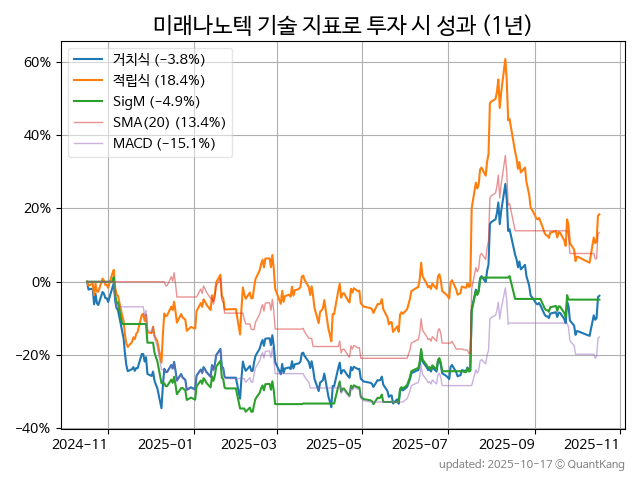 미래나노텍 기술 지표로 투자 시 성과 (1년)
거치식 (−3.8%)
적립식 (18.4%)
SigM (−4.9%)
SMA(20) (13.4%)
MACD (−15.1%)
60%
40%
20%
0%
−20%
−40%
2024-11
2025-01
2025-03
2025-05
2025-07
2025-09
2025-11
updated: 2025-10-17 © QuantKang